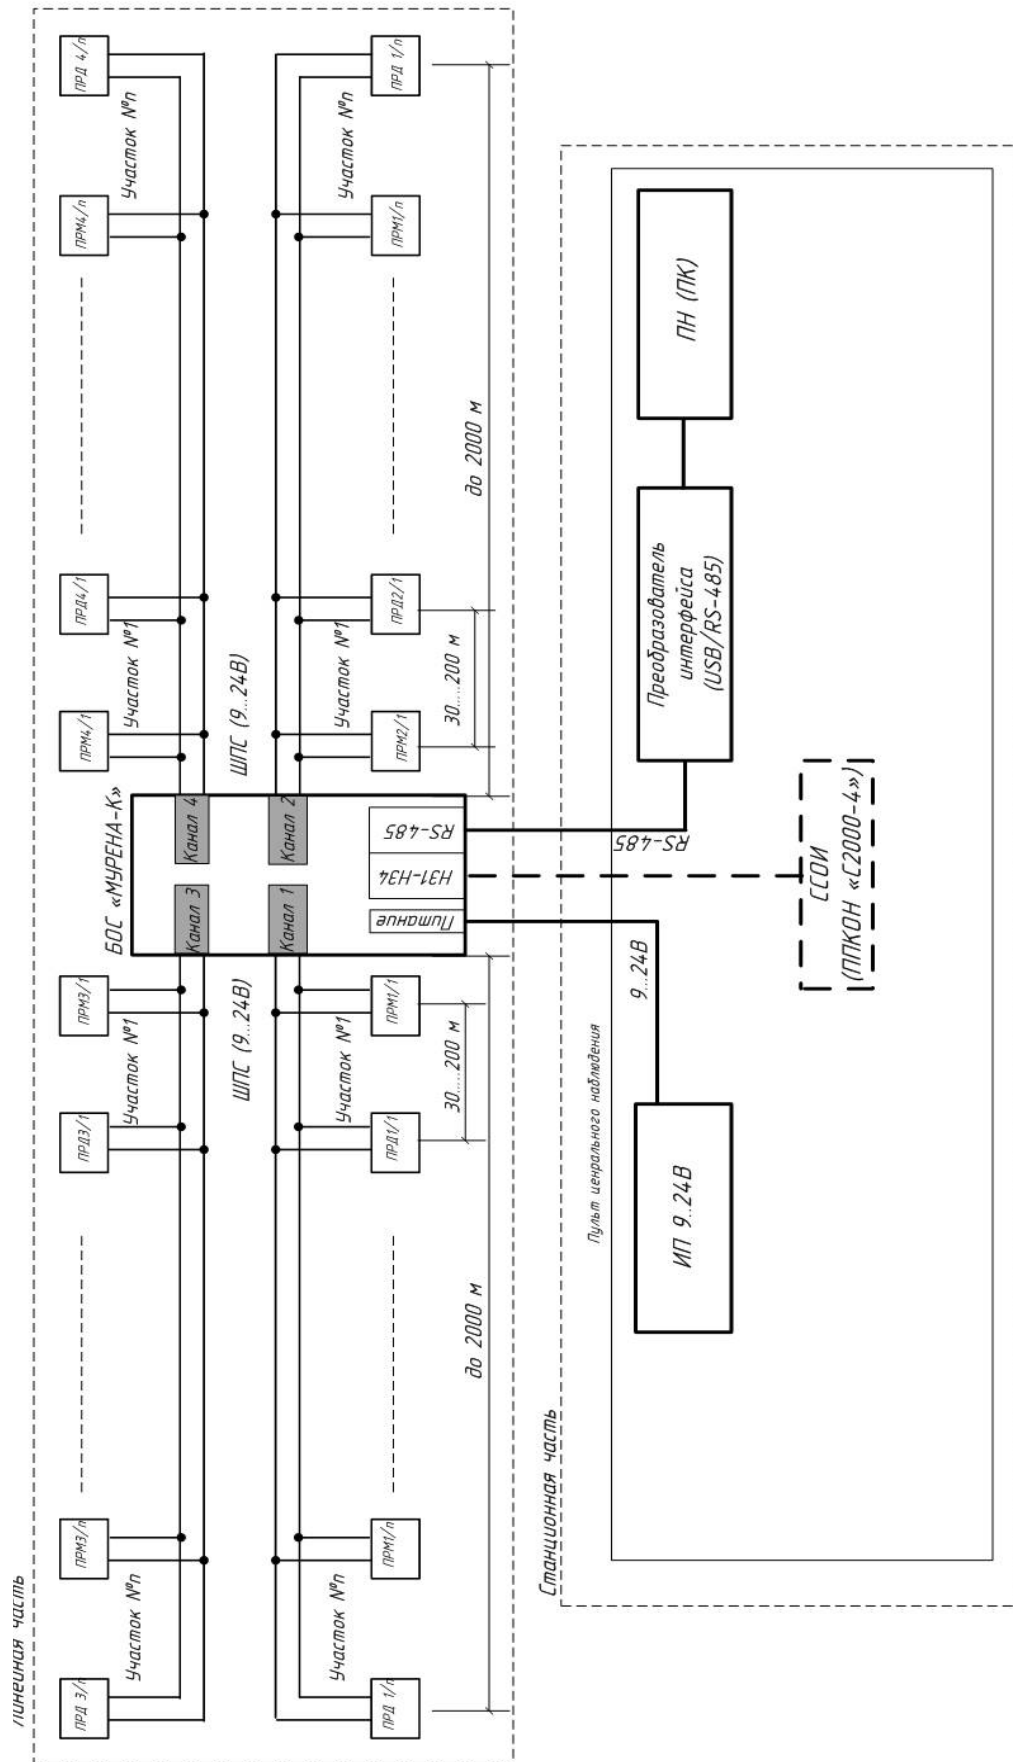 Линейная часть
ПРД 3/п
ПРМ3/п
ПРД3/1
ПРМ3/1
ПРМ4/1
ПРД4/1
ПРМ4/п
ПРД 4/п
БОС «МУРЕНА-К»
Участок №п
Участок №1
Участок №1
Участок №п
Канал 3
Канал 4
ШПС (9...24В)
ШПС (9...24В)
Канал 1
Канал 2
Участок №п
Участок №1
Участок №1
Участок №п
ПРД 1/п
ПРМ1/п
ПРД1/1
ПРМ1/1
ПРМ2/1
ПРД2/1
ПРМ1/п
ПРД 1/п
Питание
НЗ1-НЗ4
RS-485
30.....200 м
30.....200 м
до 2000 м
до 2000 м
Станционная часть
Пульт ценрального наблюдения
9...24В
RS-485
ИП 9...24В
Преобразователь
интерфейса
(USB/RS-485)
ПН (ПК)
ССОИ
(ППКОН «С2000-4»)